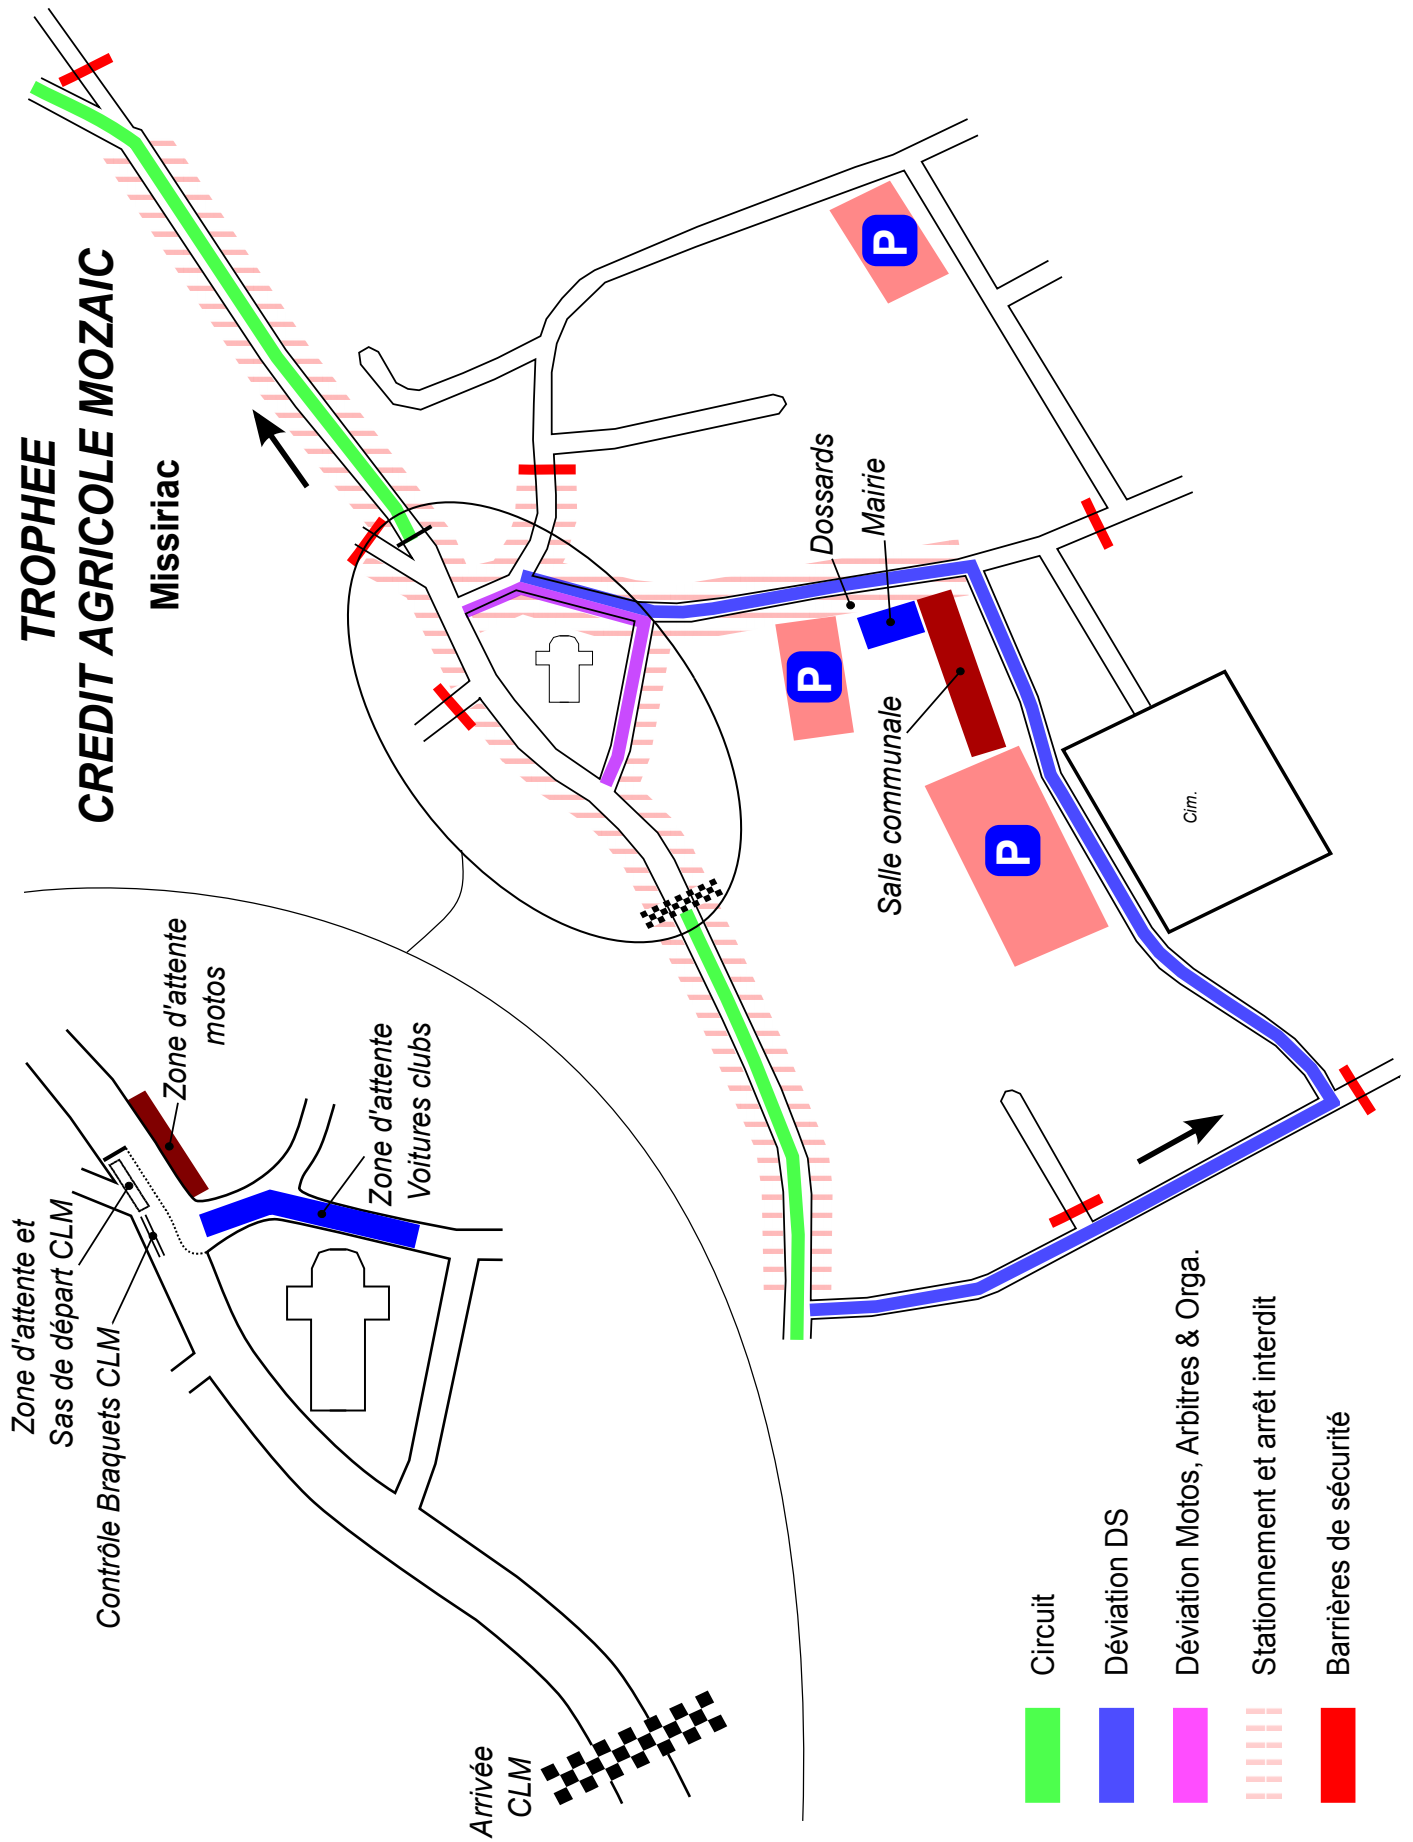 TROPHEE
CREDIT AGRICOLE MOZAIC
Missiriac
Zone d'attente et
Sas de départ CLM
Contrôle Braquets CLM
Zone d'attente
motos
Zone d'attente
Voitures clubs
Arrivée
CLM
Dossards
Mairie
Salle communale
P
P
P
Cim.
Circuit
Déviation DS
Déviation Motos, Arbitres & Orga.
Stationnement et arrêt interdit
Barrières de sécurité